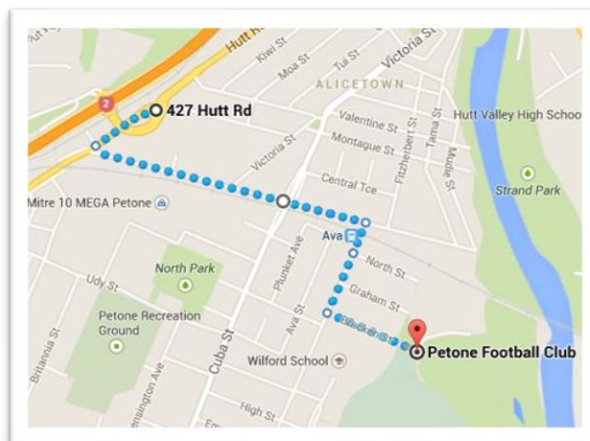 Hutt Rd
Kiwi St
Moa St
Tui St
Victoria St
ALICETOWN
2
427 Hutt Rd
Hutt Valley High Schoo
Valentine St
Montague St
Fitzherbert St
Tama St
Mudie St
Victoria St
Central Tce
Strand Park
Mitre 10 MEGA Petone
Ava
North St
Plunket Ave
North Park
Udy St
Graham St
Petone Recreation
Ground
Cuba St
Ava St
Petone Football Club
Britannia St
Wilford School
ensington Ave
High St